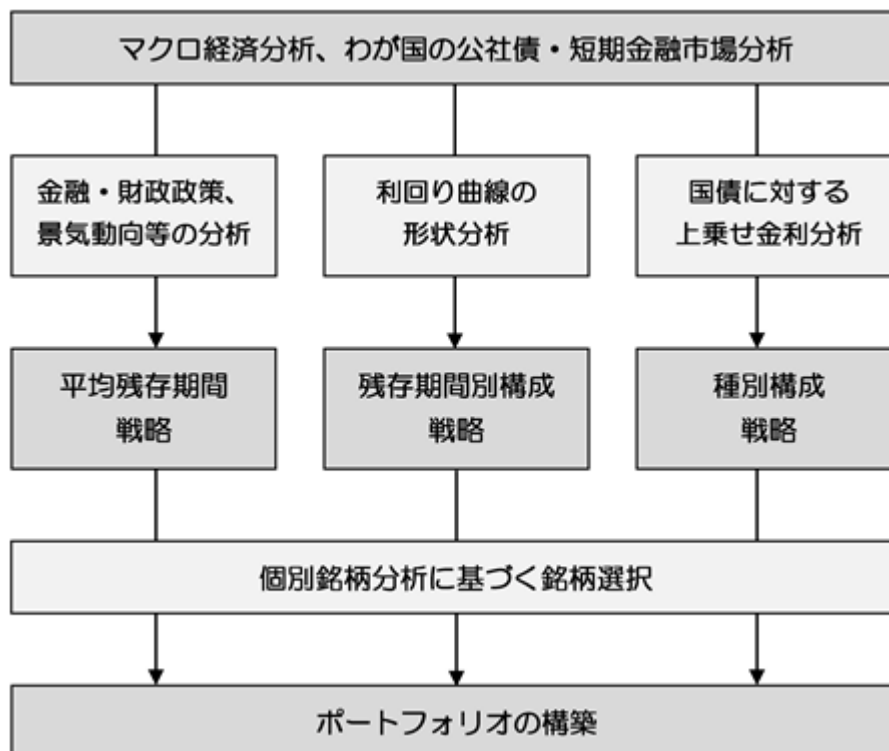 マクロ経済分析、わが国の公社債・短期金融市場分析
金融・財政政策、
景気動向等の分析
利回り曲線の
形状分析
国債に対する
上乗せ金利分析
平均残存期間
戦略
残存期間別構成
戦略
種別構成
戦略
個別銘柄分析に基づく銘柄選択
ポートフォリオの構築